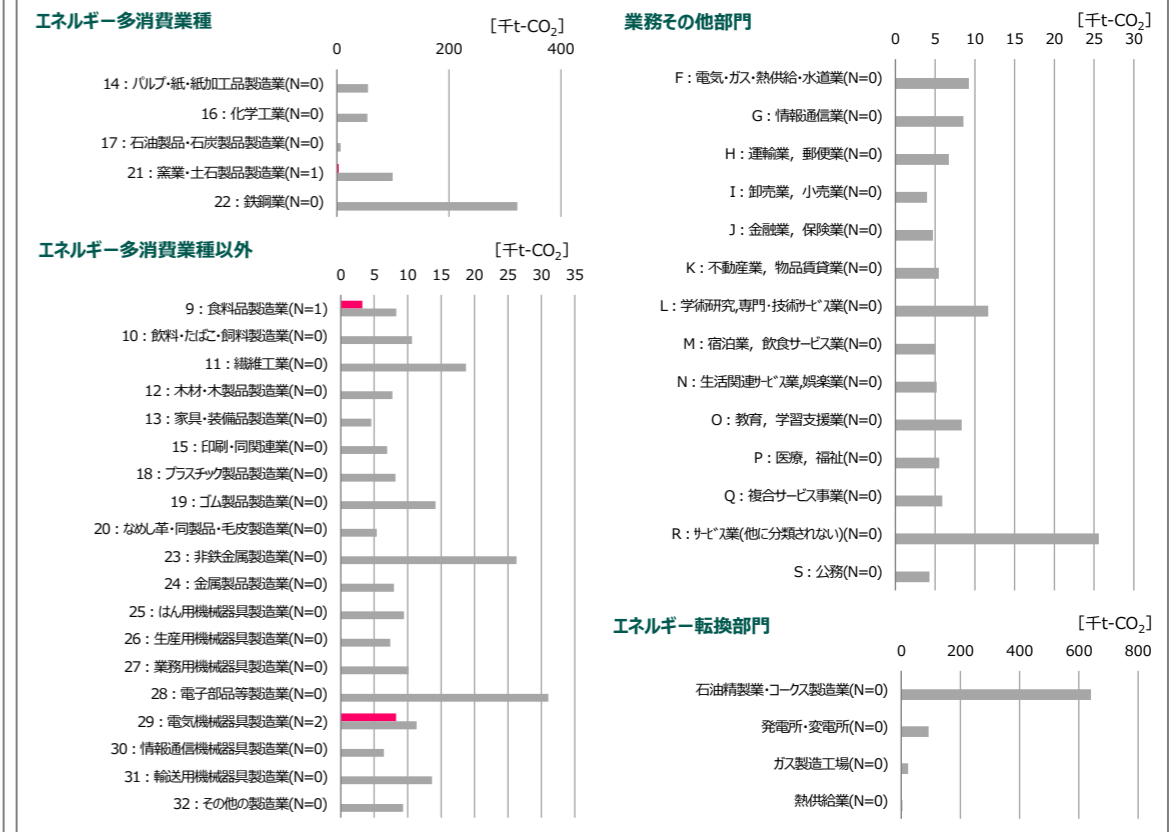 エネルギー多消費業種
[千t-CO2]
0 200 400
14：パルプ・紙・紙加工品製造業(N=0)
16：化学工業(N=0)
17：石油製品・石炭製品製造業(N=0)
21：窯業・土石製品製造業(N=1)
22：鉄鋼業(N=0)
エネルギー多消費業種以外
[千t-CO2]
0 5 10 15 20 25 30 35
9：食料品製造業(N=1)
10：飲料・たばこ・飼料製造業(N=0)
11：繊維工業(N=0)
12：木材・木製品製造業(N=0)
13：家具・装備品製造業(N=0)
15：印刷・同関連業(N=0)
18：プラスチック製品製造業(N=0)
19：ゴム製品製造業(N=0)
20：なめし革・同製品・毛皮製造業(N=0)
23：非鉄金属製造業(N=0)
24：金属製品製造業(N=0)
25：はん用機械器具製造業(N=0)
26：生産用機械器具製造業(N=0)
27：業務用機械器具製造業(N=0)
28：電子部品等製造業(N=0)
29：電気機械器具製造業(N=2)
30：情報通信機械器具製造業(N=0)
31：輸送用機械器具製造業(N=0)
32：その他の製造業(N=0)
業務その他部門
[千t-CO2]
0 5 10 15 20 25 30
F：電気・ガス・熱供給・水道業(N=0)
G：情報通信業(N=0)
H：運輸業，郵便業(N=0)
I：卸売業，小売業(N=0)
J：金融業，保険業(N=0)
K：不動産業，物品賃貸業(N=0)
L：学術研究,専門・技術サービス業(N=0)
M：宿泊業，飲食サービス業(N=0)
N：生活関連サービス業,娯楽業(N=0)
O：教育，学習支援業(N=0)
P：医療，福祉(N=0)
Q：複合サービス事業(N=0)
R：サービス業(他に分類されない)(N=0)
S：公務(N=0)
エネルギー転換部門
[千t-CO2]
0 200 400 600 800
石油精製業・コークス製造業(N=0)
発電所・変電所(N=0)
ガス製造工場(N=0)
熱供給業(N=0)